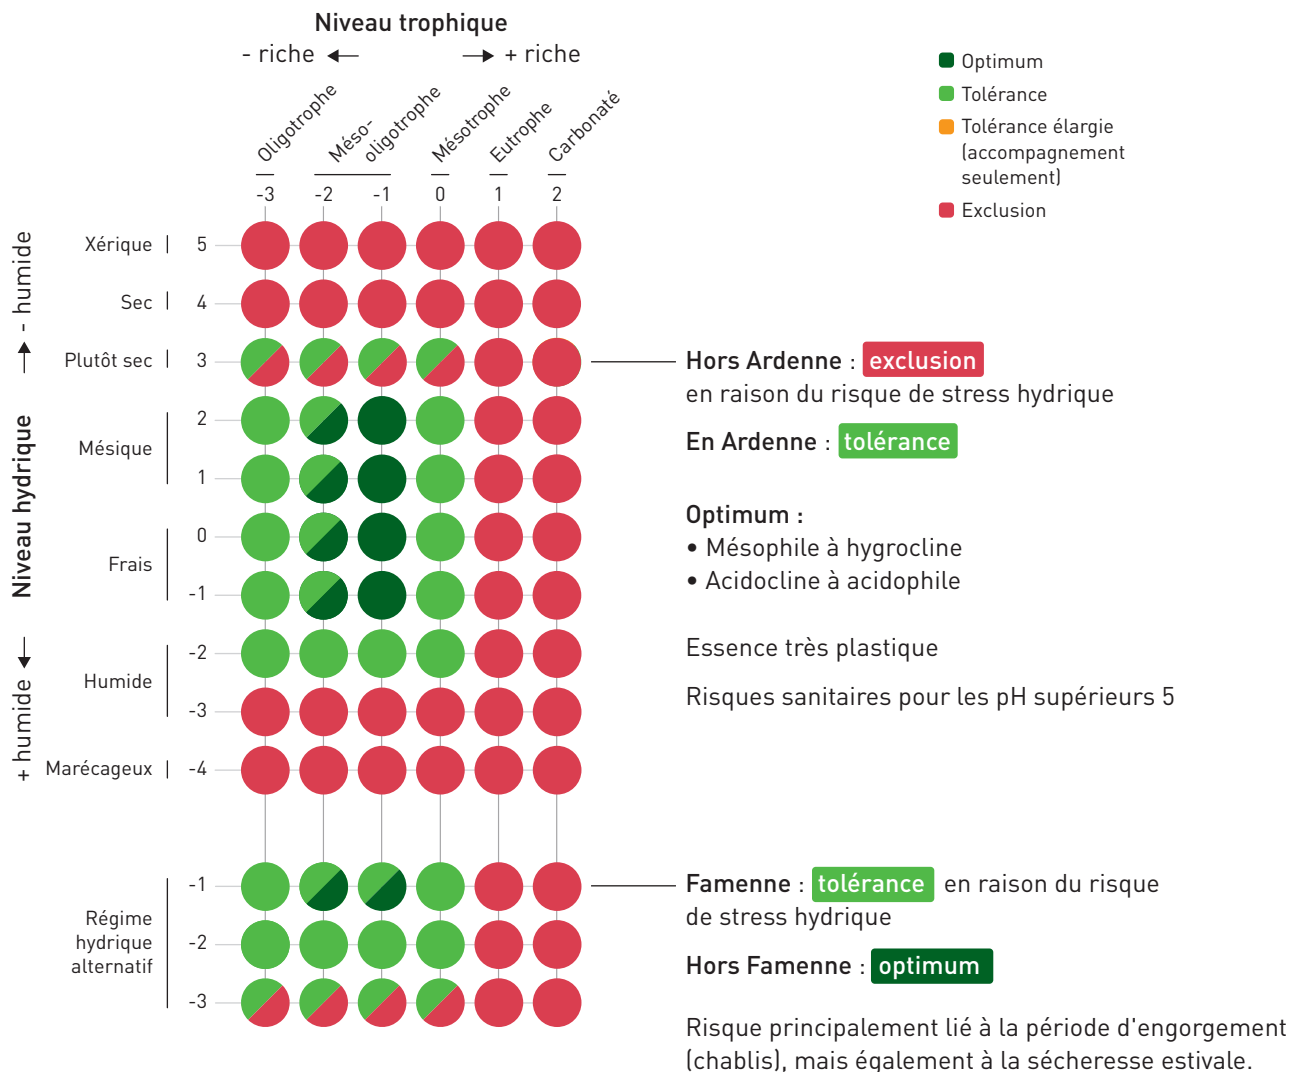 Niveau trophique
- riche ← → + riche
Oligotrophe
Méso-
oligotrophe
Mésotrophe
Eutrophe
Carbonaté
-3 -2 -1 0 1 2
Optimum
Tolérance
Tolérance élargie
(accompagnement
seulement)
Exclusion
Niveau hydrique
→ - humide
+ humide ←
Xérique 5
Sec 4
Plutôt sec 3
Mésique
2
1
Frais
0
-1
Humide
-2
-3
Marécageux -4
Régime
hydrique
alternatif
-1
-2
-3
Hors Ardenne : exclusion
en raison du risque de stress hydrique
En Ardenne : tolérance
Optimum :
• Mésophile à hygrocline
• Acidocline à acidophile
Essence très plastique
Risques sanitaires pour les pH supérieurs 5
Famenne : tolérance en raison du risque
de stress hydrique
Hors Famenne : optimum
Risque principalement lié à la période d'engorgement
(chablis), mais également à la sécheresse estivale.